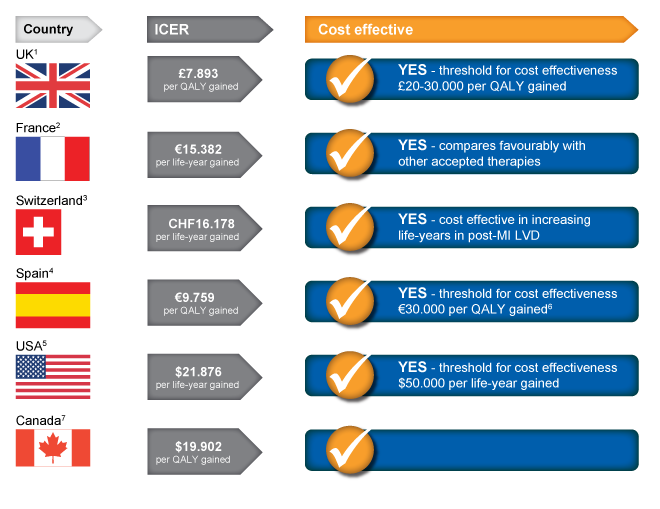 Country ICER Cost effective
UK¹
£7.893
per QALY gained
YES - threshold for cost effectiveness
£20-30.000 per QALY gained
France²
€15.382
per life-year gained
YES - compares favourably with
other accepted therapies
Switzerland³
CHF16.178
per life-year gained
YES - cost effective in increasing
life-years in post-MI LVD
Spain⁴
€9.759
per QALY gained
YES - threshold for cost effectiveness
€30.000 per QALY gained⁶
USA⁵
$21.876
per life-year gained
YES - threshold for cost effectiveness
$50.000 per life-year gained
Canada⁷
$19.902
per QALY gained